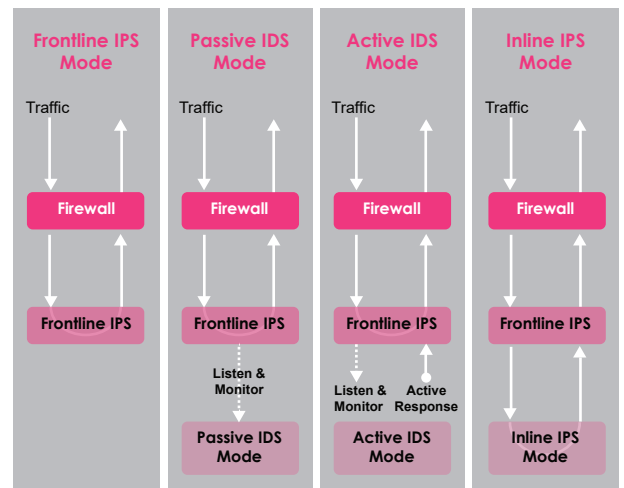 Frontline IPS
Mode
Traffic
Firewall
Frontline IPS
Passive IDS
Mode
Traffic
Firewall
Frontline IPS
Listen &
Monitor
Passive IDS
Mode
Active IDS
Mode
Traffic
Firewall
Frontline IPS
Listen &
Monitor
Active
Response
Active IDS
Mode
Inline IPS
Mode
Traffic
Firewall
Frontline IPS
Inline IPS
Mode